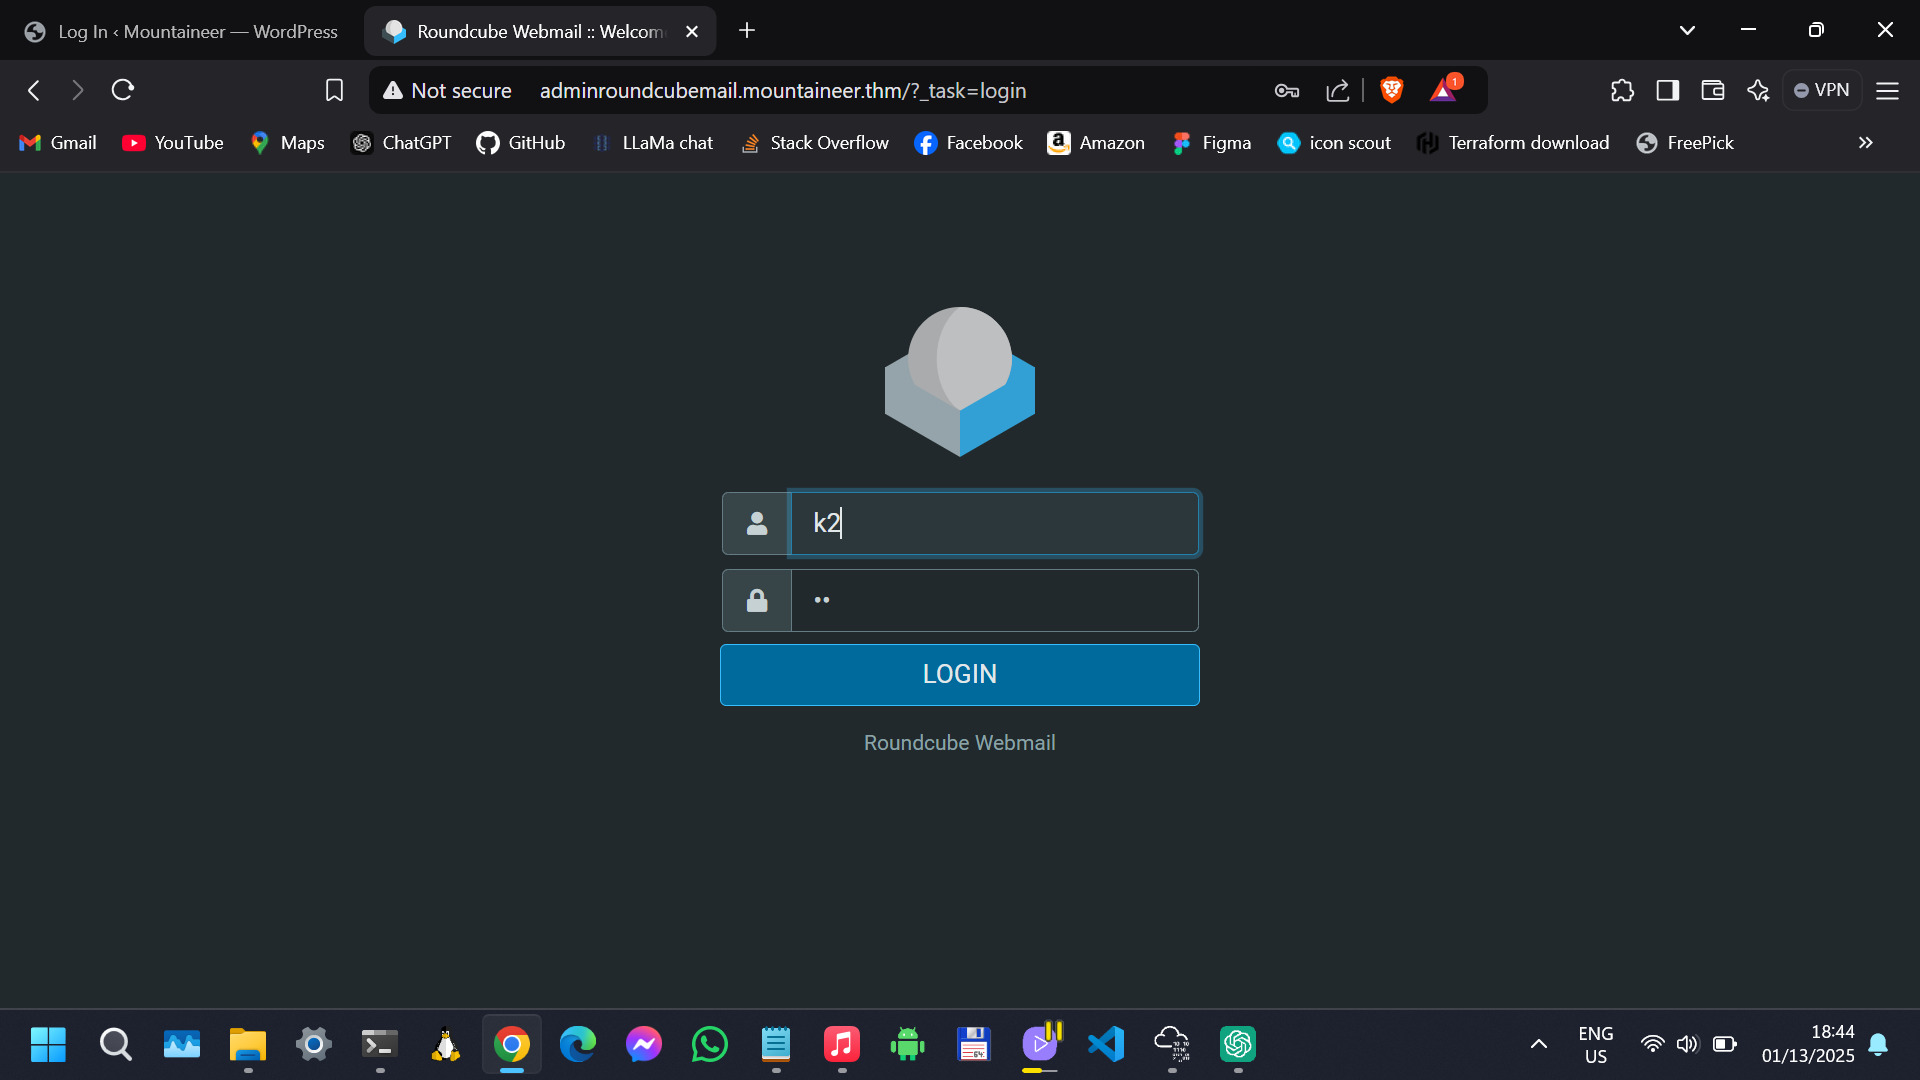 Log In ‹ Mountaineer — WordPress
Roundcube Webmail :: Welcom
Not secure adminroundcubemail.mountaineer.thm/?_task=login
1
VPN
Gmail YouTube Maps ChatGPT GitHub LLaMa chat Stack Overflow Facebook Amazon Figma icon scout Terraform download FreePick »
k2
••
LOGIN
Roundcube Webmail
ENG
US
18:44
01/13/2025